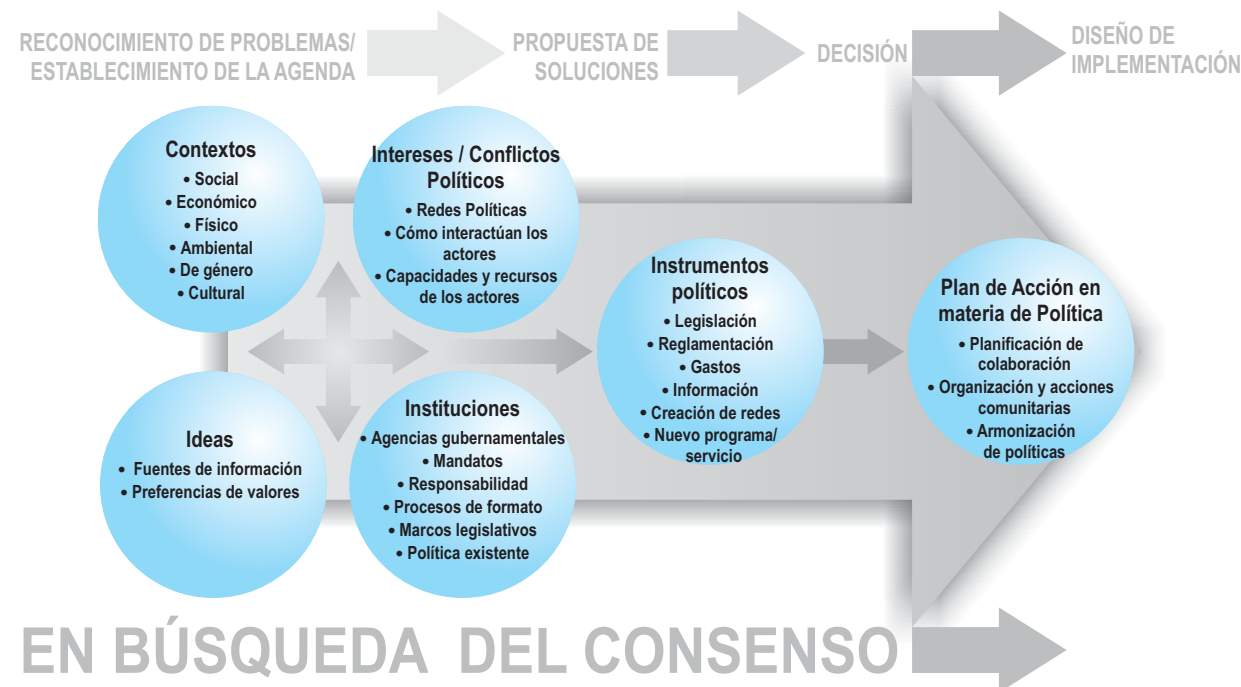 RECONOCIMIENTO DE PROBLEMAS/
ESTABLECIMIENTO DE LA AGENDA
PROPUESTA DE
SOLUCIONES
DECISIÓN
DISEÑO DE
IMPLEMENTACIÓN
Contextos
• Social
• Económico
• Físico
• Ambiental
• De género
• Cultural
Intereses / Conflictos
Políticos
• Redes Políticas
• Cómo interactúan los
actores
• Capacidades y recursos
de los actores
Ideas
• Fuentes de información
• Preferencias de valores
Instituciones
• Agencias gubernamentales
• Mandatos
• Responsabilidad
• Procesos de formato
• Marcos legislativos
• Política existente
Instrumentos
políticos
• Legislación
• Reglamentación
• Gastos
• Información
• Creación de redes
• Nuevo programa/
servicio
Plan de Acción en
materia de Política
• Planificación de
colaboración
• Organización y acciones
comunitarias
• Armonización
de políticas
EN BÚSQUEDA DEL CONSENSO